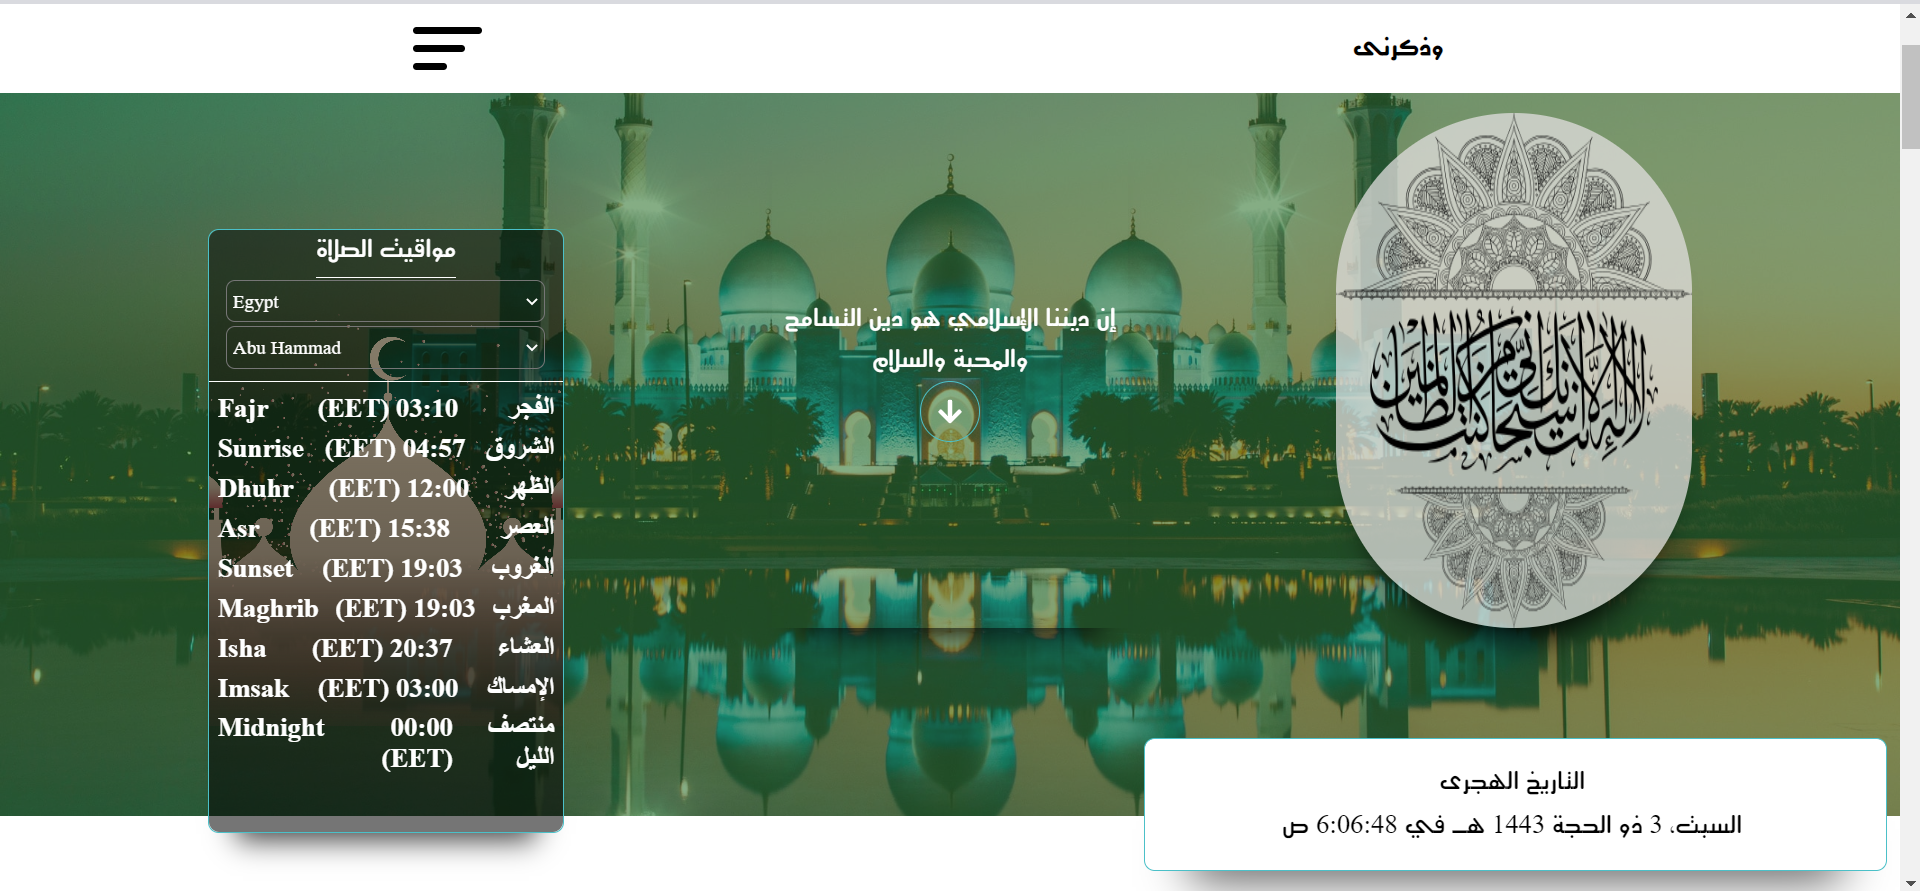 وذكرنى
إن ديننا الإسلامي هو دين التسامح
والمحبة والسلام
لا إله إلا أنت سبحانك إني كنت من الظالمين
مواقيت الصلاة
Egypt
Abu Hammad
Fajr (EET) 03:10 الفجر
Sunrise (EET) 04:57 الشروق
Dhuhr (EET) 12:00 الظهر
Asr (EET) 15:38 العصر
Sunset (EET) 19:03 الغروب
Maghrib (EET) 19:03 المغرب
Isha (EET) 20:37 العشاء
Imsak (EET) 03:00 الإمساك
Midnight 00:00 منتصف
(EET) الليل
التاريخ الهجرى
السبت، 3 ذو الحجة 1443 هـ في 6:06:48 ص